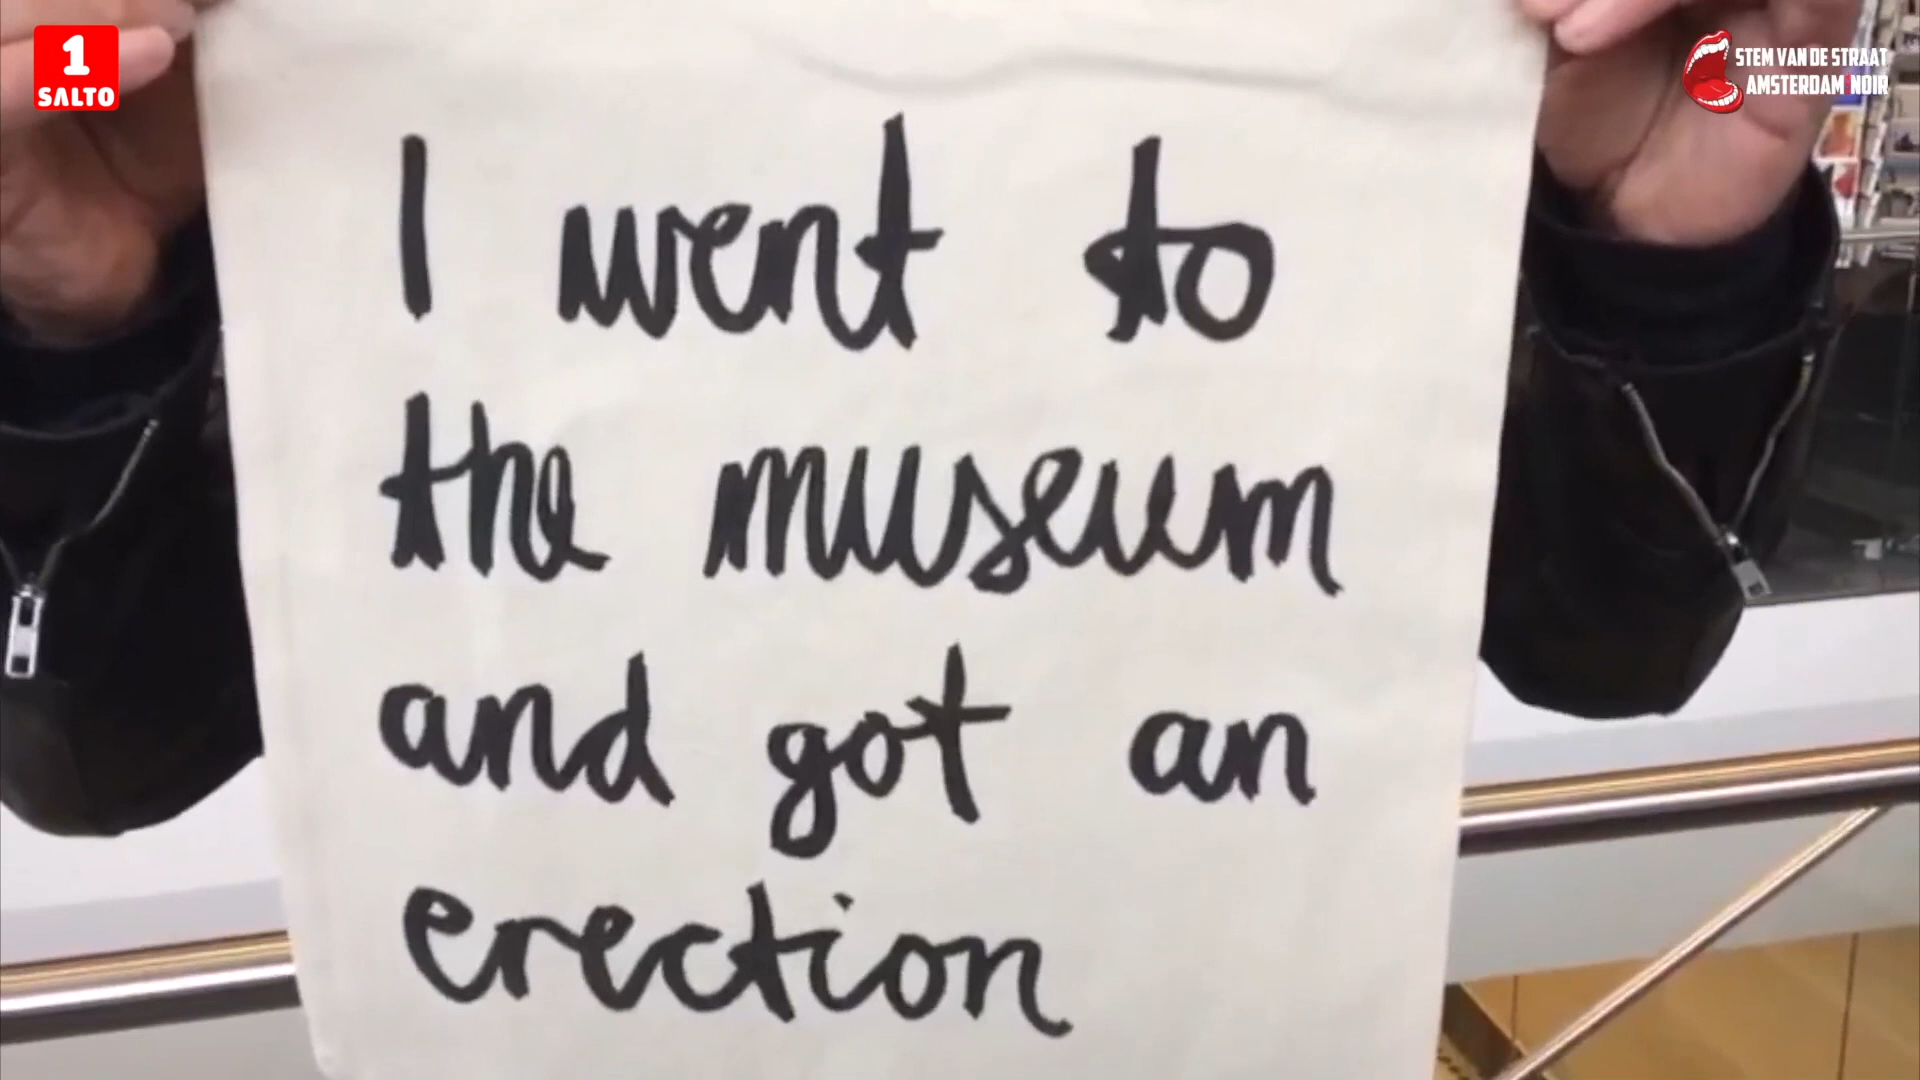 1
SALTO
STEM VAN DE STRAAT
AMSTERDAM NOIR
I went to
the museum
and got an
erection